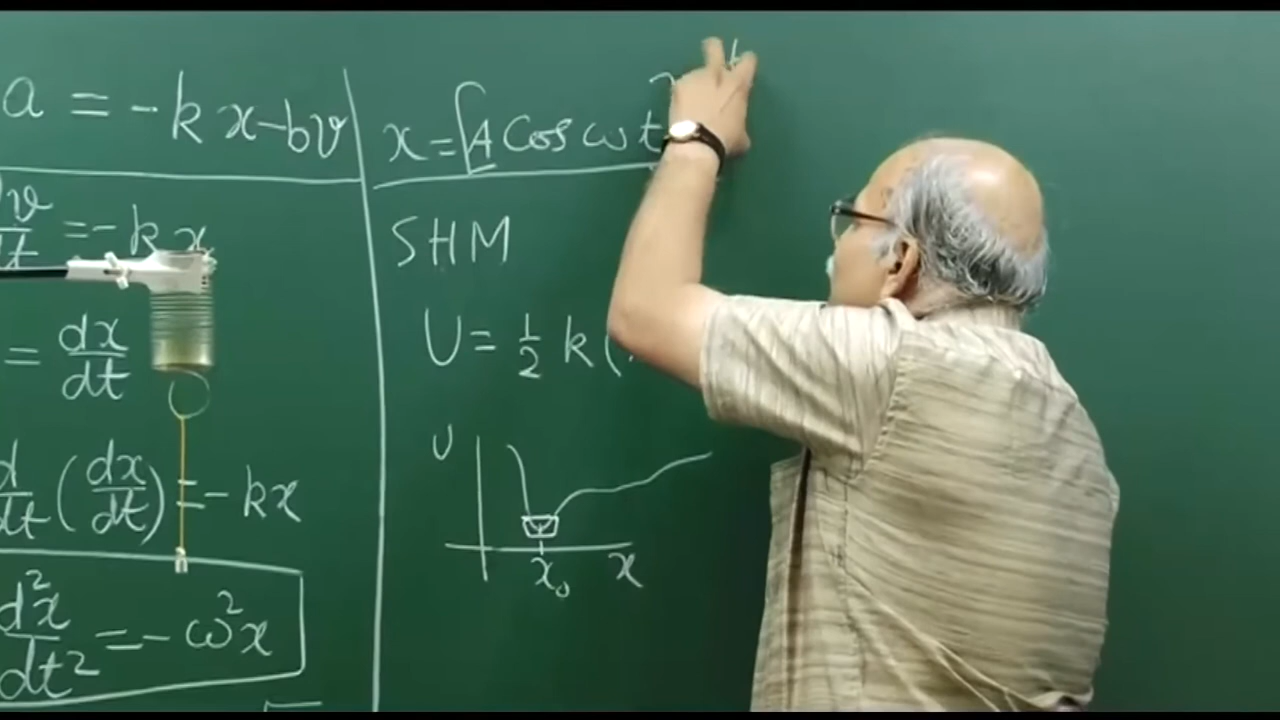 a = -kx-bv
dv/dt = -kx
= dx/dt
d/dt (dx/dt) = -kx
d²x/dt² = -ω²x
x = A Cos ωt
SHM
U = 1/2 k(
U
x₀ x